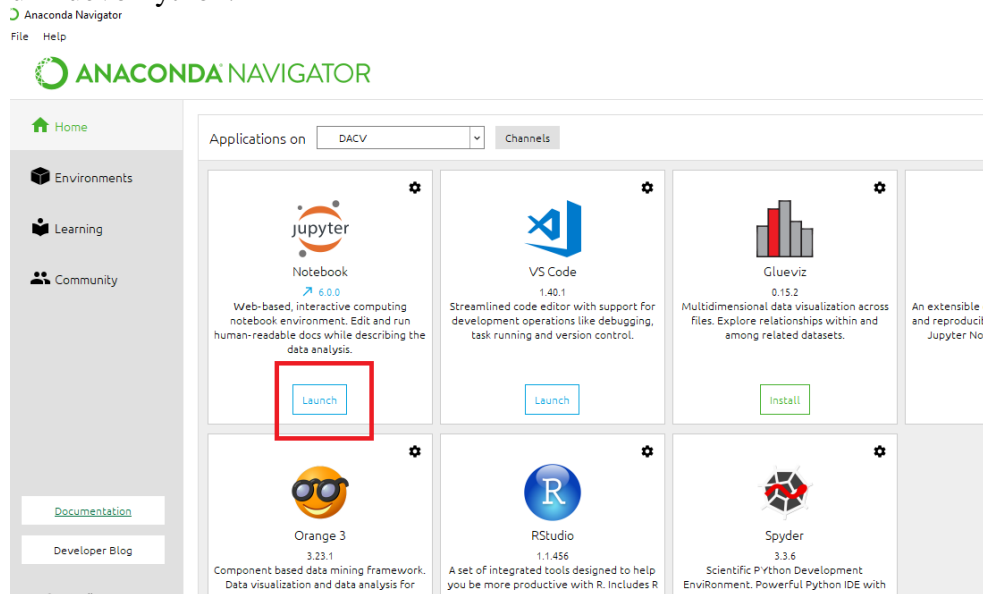 Anaconda Navigator
File Help
ANACONDA NAVIGATOR
Home
Applications on DACV Channels
Environments
Learning
Community
jupyter
Notebook
6.0.0
Web-based, interactive computing
notebook environment. Edit and run
human-readable docs while describing the
data analysis.
Launch
VS Code
1.40.1
Streamlined code editor with support for
development operations like debugging,
task running and version control.
Launch
Glueviz
0.15.2
Multidimensional data visualization across
files. Explore relationships within and
among related datasets.
Install
An extensible
and reproducib
Jupyter No
Orange 3
3.23.1
Component based data mining framework.
Data visualization and data analysis for
R
RStudio
1.1.456
A set of integrated tools designed to help
you be more productive with R. Includes R
Spyder
3.3.6
Scientific PYthon Development
EnviRonment. Powerful Python IDE with
Documentation
Developer Blog